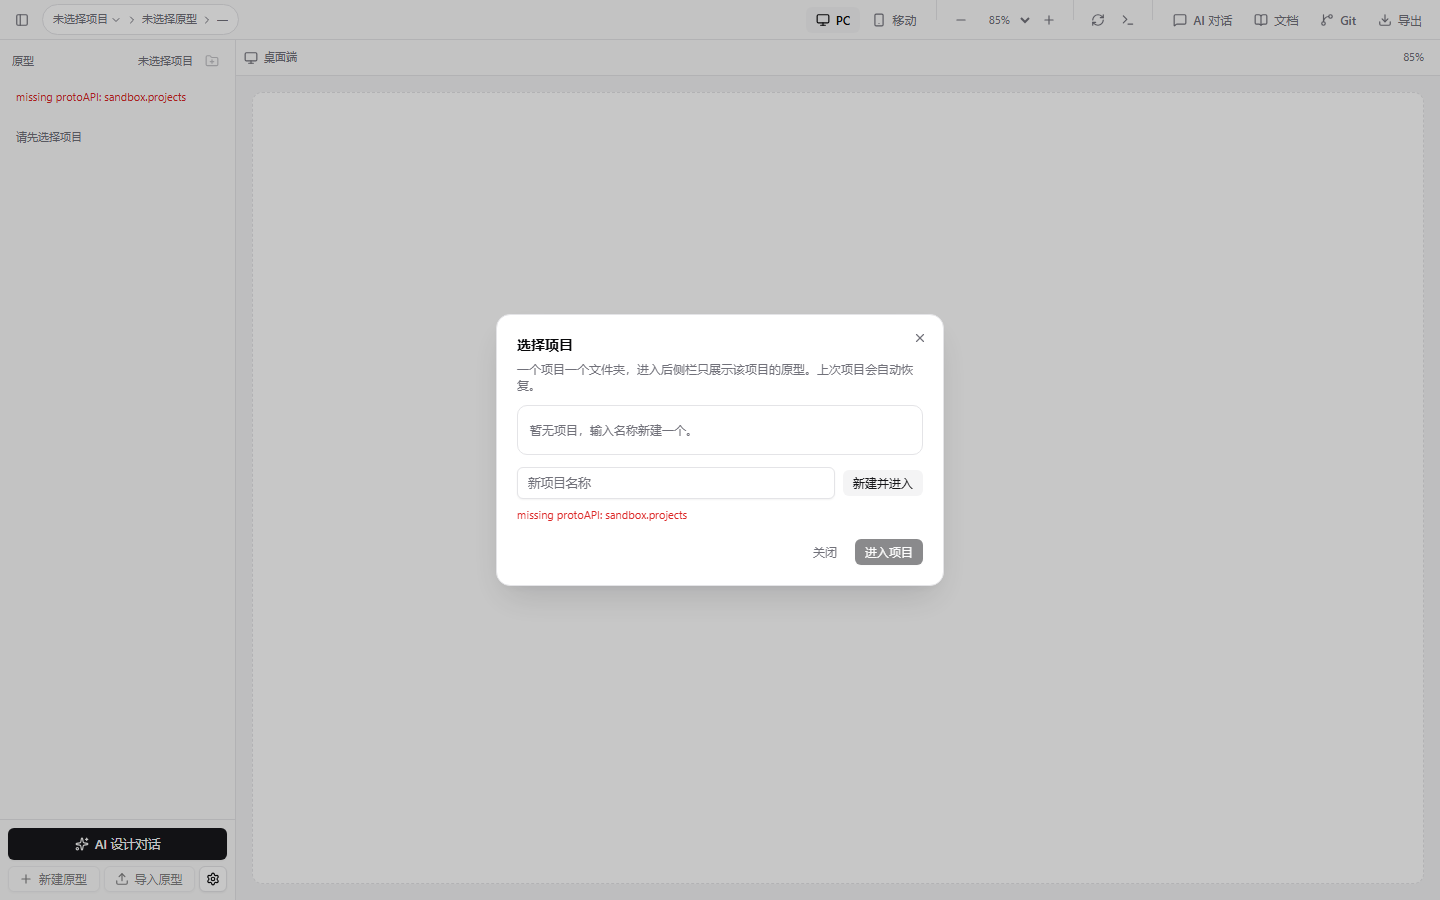 未选择项目 未选择原型 —
PC 移动 85% AI 对话 文档 Git 导出
原型 未选择项目
桌面端 85%
missing protoAPI: sandbox.projects
请先选择项目
选择项目
一个项目一个文件夹，进入后侧栏只展示该项目的原型。上次项目会自动恢
复。
暂无项目，输入名称新建一个。
新项目名称 新建并进入
missing protoAPI: sandbox.projects
关闭 进入项目
AI 设计对话
新建原型 导入原型